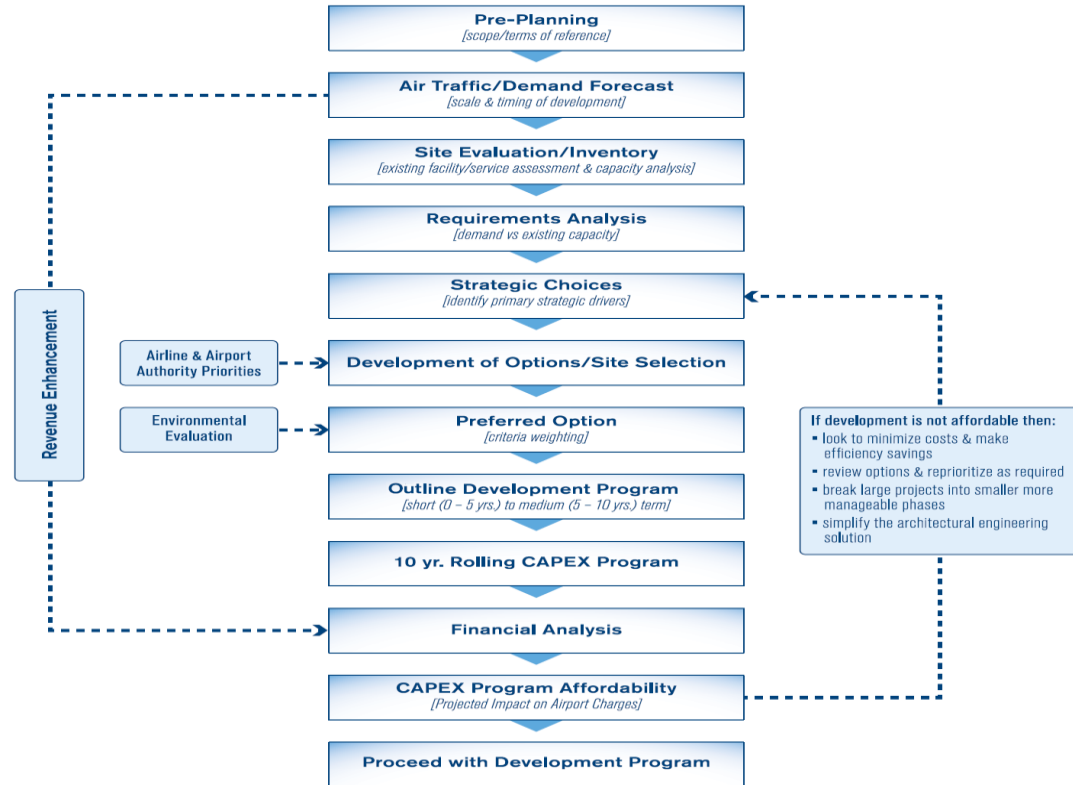 Pre-Planning
[scope/terms of reference]
Air Traffic/Demand Forecast
[scale & timing of development]
Site Evaluation/Inventory
[existing facility/service assessment & capacity analysis]
Requirements Analysis
[demand vs existing capacity]
Strategic Choices
[identify primary strategic drivers]
Revenue Enhancement
Airline & Airport
Authority Priorities
Development of Options/Site Selection
Environmental
Evaluation
Preferred Option
[criteria weighting]
If development is not affordable then:
▪ look to minimize costs & make
efficiency savings
▪ review options & reprioritize as required
▪ break large projects into smaller more
manageable phases
▪ simplify the architectural engineering
solution
Outline Development Program
[short (0 – 5 yrs.) to medium (5 – 10 yrs.) term]
10 yr. Rolling CAPEX Program
Financial Analysis
CAPEX Program Affordability
[Projected Impact on Airport Charges]
Proceed with Development Program